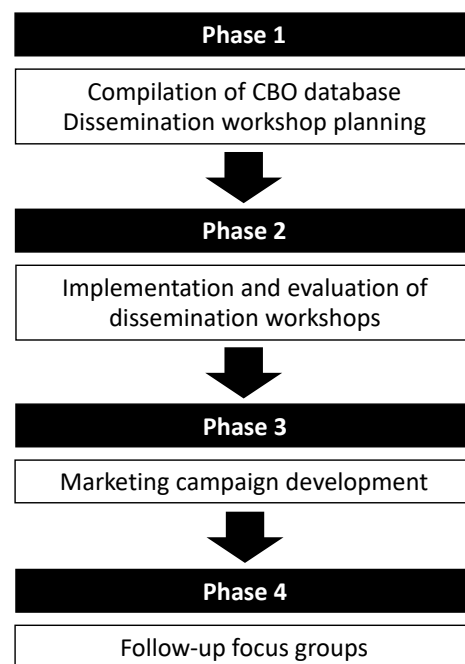 Phase 1
Compilation of CBO database
Dissemination workshop planning
Phase 2
Implementation and evaluation of
dissemination workshops
Phase 3
Marketing campaign development
Phase 4
Follow-up focus groups